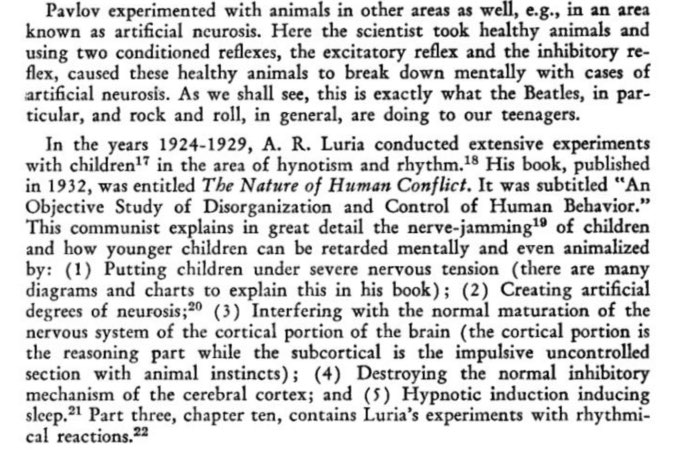 Pavlov experimented with animals in other areas as well, e.g., in an area
known as artificial neurosis. Here the scientist took healthy animals and
using two conditioned reflexes, the excitatory reflex and the inhibitory re-
flex, caused these healthy animals to break down mentally with cases of
artificial neurosis. As we shall see, this is exactly what the Beatles, in par-
ticular, and rock and roll, in general, are doing to our teenagers.
In the years 1924-1929, A. R. Luria conducted extensive experiments
with children¹⁷ in the area of hynotism and rhythm.¹⁸ His book, published
in 1932, was entitled The Nature of Human Conflict. It was subtitled “An
Objective Study of Disorganization and Control of Human Behavior.”
This communist explains in great detail the nerve-jamming¹⁹ of children
and how younger children can be retarded mentally and even animalized
by: (1) Putting children under severe nervous tension (there are many
diagrams and charts to explain this in his book); (2) Creating artificial
degrees of neurosis;²⁰ (3) Interfering with the normal maturation of the
nervous system of the cortical portion of the brain (the cortical portion is
the reasoning part while the subcortical is the impulsive uncontrolled
section with animal instincts); (4) Destroying the normal inhibitory
mechanism of the cerebral cortex; and (5) Hypnotic induction inducing
sleep.²¹ Part three, chapter ten, contains Luria’s experiments with rhythmi-
cal reactions.²²